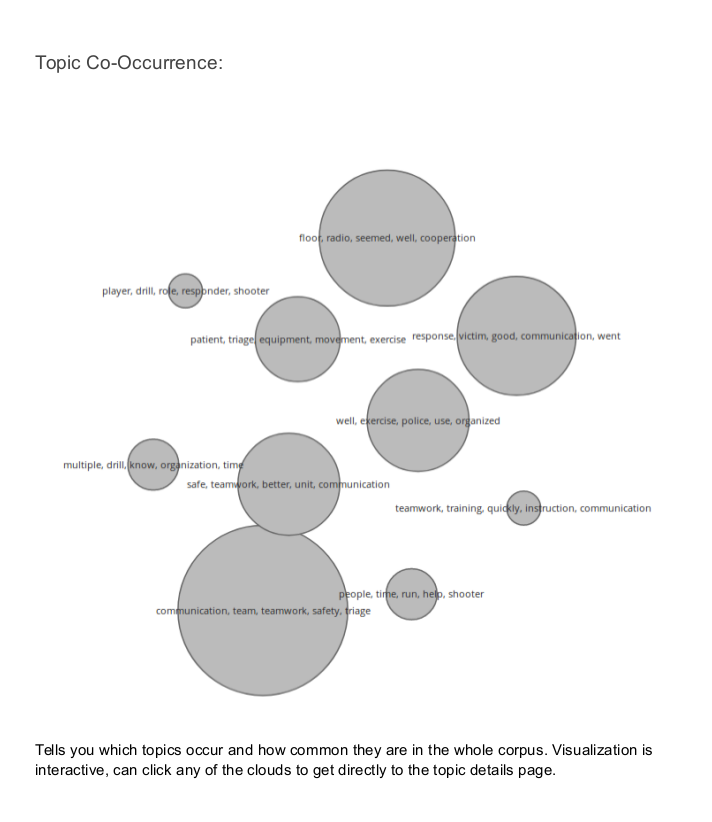 Topic Co-Occurrence:
floor, radio, seemed, well, cooperation
player, drill, role, responder, shooter
patient, triage, equipment, movement, exercise
response, victim, good, communication, went
well, exercise, police, use, organized
multiple, drill, know, organization, time
safe, teamwork, better, unit, communication
teamwork, training, quickly, instruction, communication
people, time, run, help, shooter
communication, team, teamwork, safety, triage
Tells you which topics occur and how common they are in the whole corpus. Visualization is
interactive, can click any of the clouds to get directly to the topic details page.